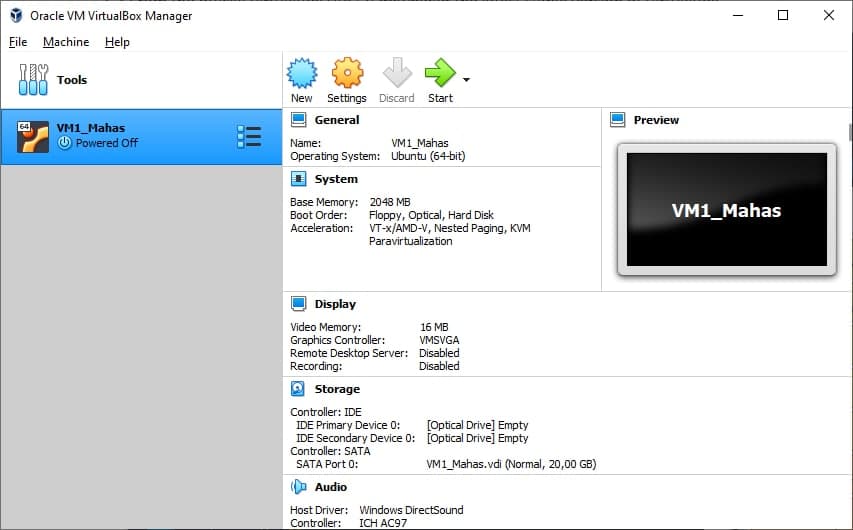 Oracle VM VirtualBox Manager
File Machine Help
Tools
New Settings Discard Start
64
VM1_Mahas
Powered Off
General
Name: VM1_Mahas
Operating System: Ubuntu (64-bit)
Preview
VM1_Mahas
System
Base Memory: 2048 MB
Boot Order: Floppy, Optical, Hard Disk
Acceleration: VT-x/AMD-V, Nested Paging, KVM
Paravirtualization
Display
Video Memory: 16 MB
Graphics Controller: VMSVGA
Remote Desktop Server: Disabled
Recording: Disabled
Storage
Controller: IDE
IDE Primary Device 0: [Optical Drive] Empty
IDE Secondary Device 0: [Optical Drive] Empty
Controller: SATA
SATA Port 0: VM1_Mahas.vdi (Normal, 20,00 GB)
Audio
Host Driver: Windows DirectSound
Controller: ICH AC97